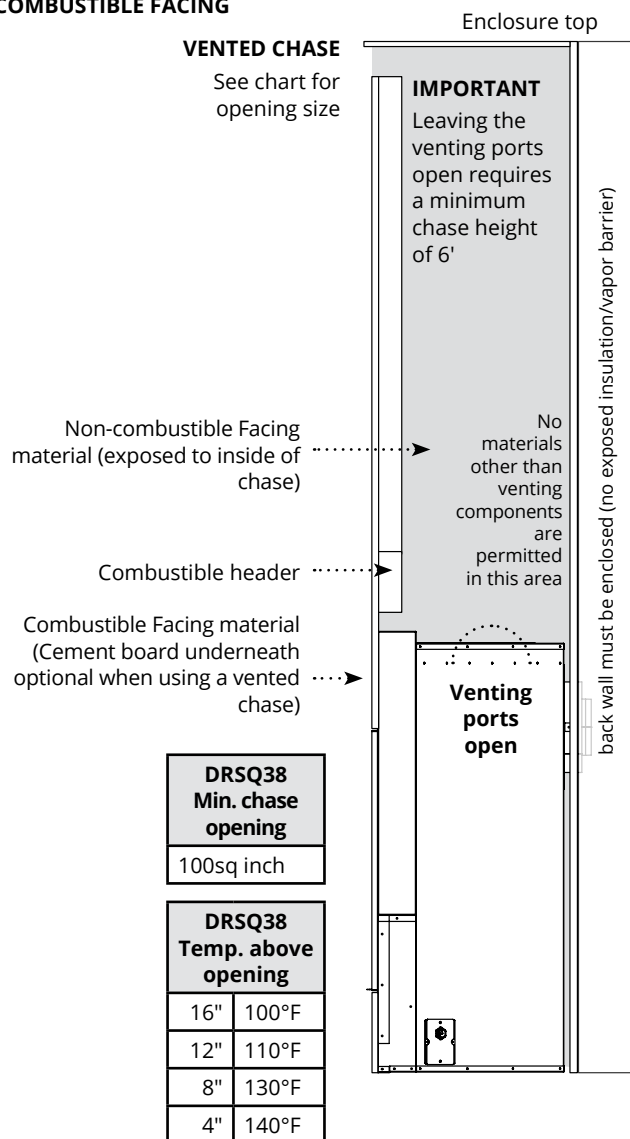 COMBUSTIBLE FACING
Enclosure top
VENTED CHASE
See chart for
opening size
IMPORTANT
Leaving the
venting ports
open requires
a minimum
chase height
of 6'
back wall must be enclosed (no exposed insulation/vapor barrier)
Non-combustible Facing
material (exposed to inside of
chase)
No
materials
other than
venting
components
are
permitted
in this area
Combustible header
Combustible Facing material
(Cement board underneath
optional when using a vented
chase)
Venting
ports
open
DRSQ38
Min. chase
opening
100sq inch
DRSQ38
Temp. above
opening
16" 100°F
12" 110°F
8" 130°F
4" 140°F